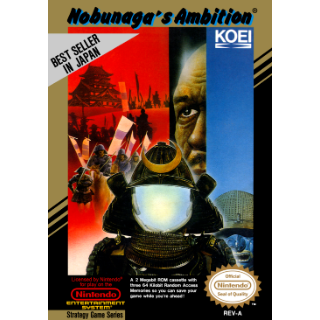 Nobunaga's Ambition®
BEST SELLER
IN JAPAN
KOEI
Licensed by Nintendo®
for play on the
Nintendo®
ENTERTAINMENT
SYSTEM®
Strategy Game Series
A 2 Megabit ROM cassette with
three 64 Kilobit Random Access
Memories so you can save your
game while you're ahead!!
Official
Nintendo®
Seal of Quality
TM
REV-A